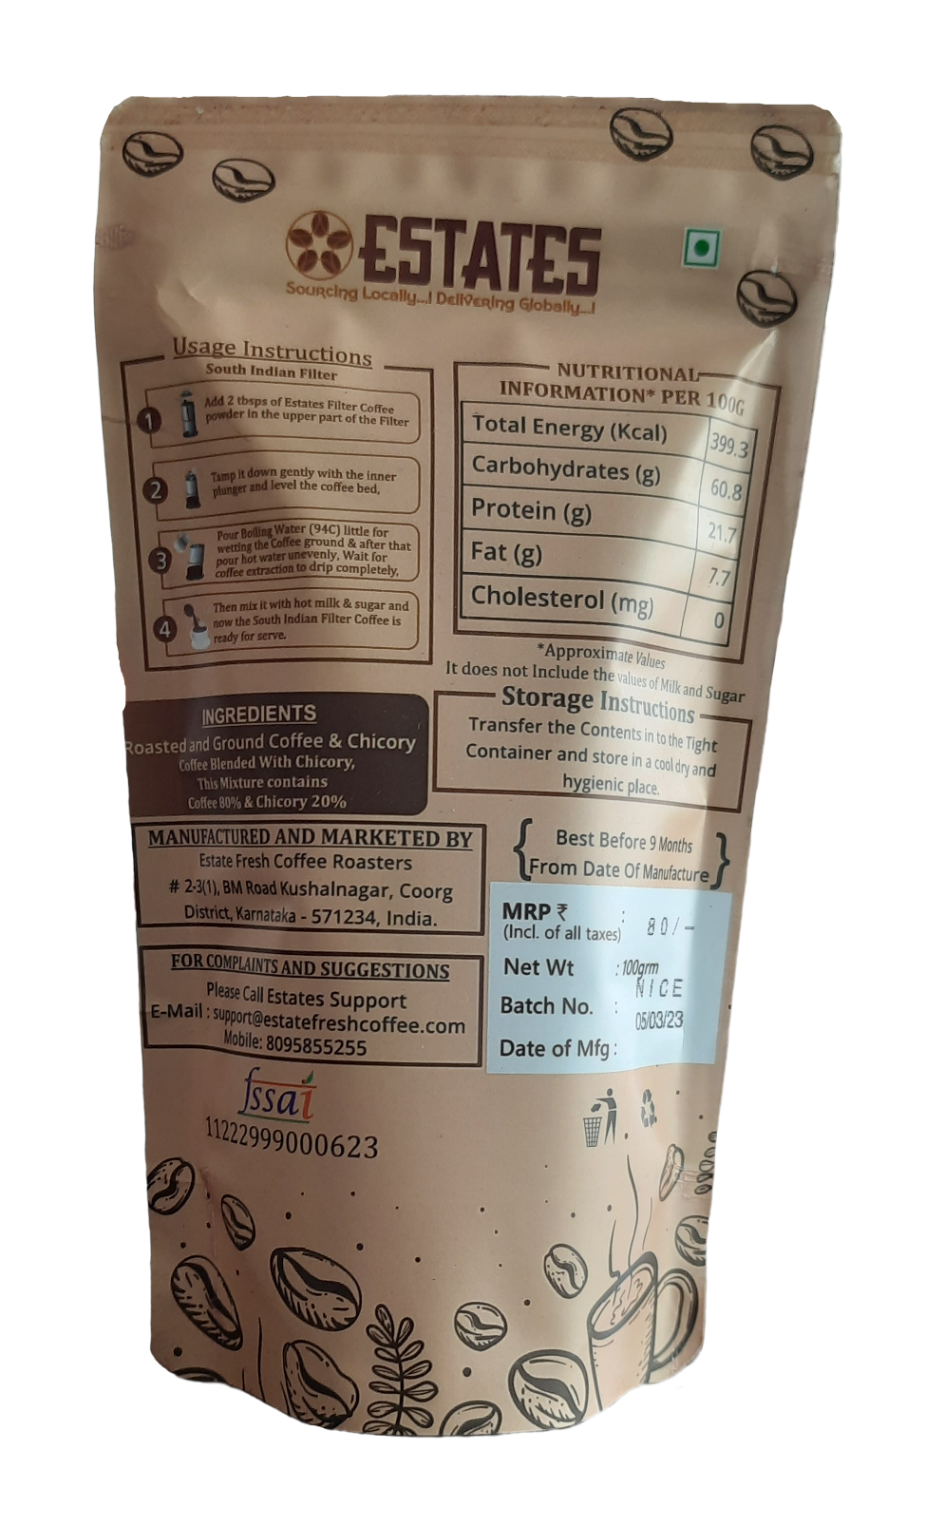 ESTATES
Sourcing Locally...! Delivering Globally...!
Usage Instructions
South Indian Filter
1
Add 2 tbsps of Estates Filter Coffee
powder in the upper part of the Filter
2
Tamp it down gently with the inner
plunger and level the coffee bed,
3
Pour Boiling Water (94C) little for
wetting the Coffee ground & after that
pour hot water unevenly, Wait for
coffee extraction to drip completely,
4
Then mix it with hot milk & sugar and
now the South Indian Filter Coffee is
ready for serve.
NUTRITIONAL
INFORMATION* PER 100G
Total Energy (Kcal) 399.3
Carbohydrates (g) 60.8
Protein (g) 21.7
Fat (g) 7.7
Cholesterol (mg) 0
*Approximate Values
It does not Include the values of Milk and Sugar
INGREDIENTS
Roasted and Ground Coffee & Chicory
Coffee Blended With Chicory,
This Mixture contains
Coffee 80% & Chicory 20%
Storage Instructions
Transfer the Contents in to the Tight
Container and store in a cool dry and
hygienic place.
MANUFACTURED AND MARKETED BY
Estate Fresh Coffee Roasters
# 2-3(1), BM Road Kushalnagar, Coorg
District, Karnataka - 571234, India.
Best Before 9 Months
From Date Of Manufacture
FOR COMPLAINTS AND SUGGESTIONS
Please Call Estates Support
E-Mail : support@estatefreshcoffee.com
Mobile: 8095855255
MRP ₹ : 80/-
(Incl. of all taxes)
Net Wt : 100grm
NICE
Batch No. :
05/03/23
Date of Mfg :
fssai
11222999000623